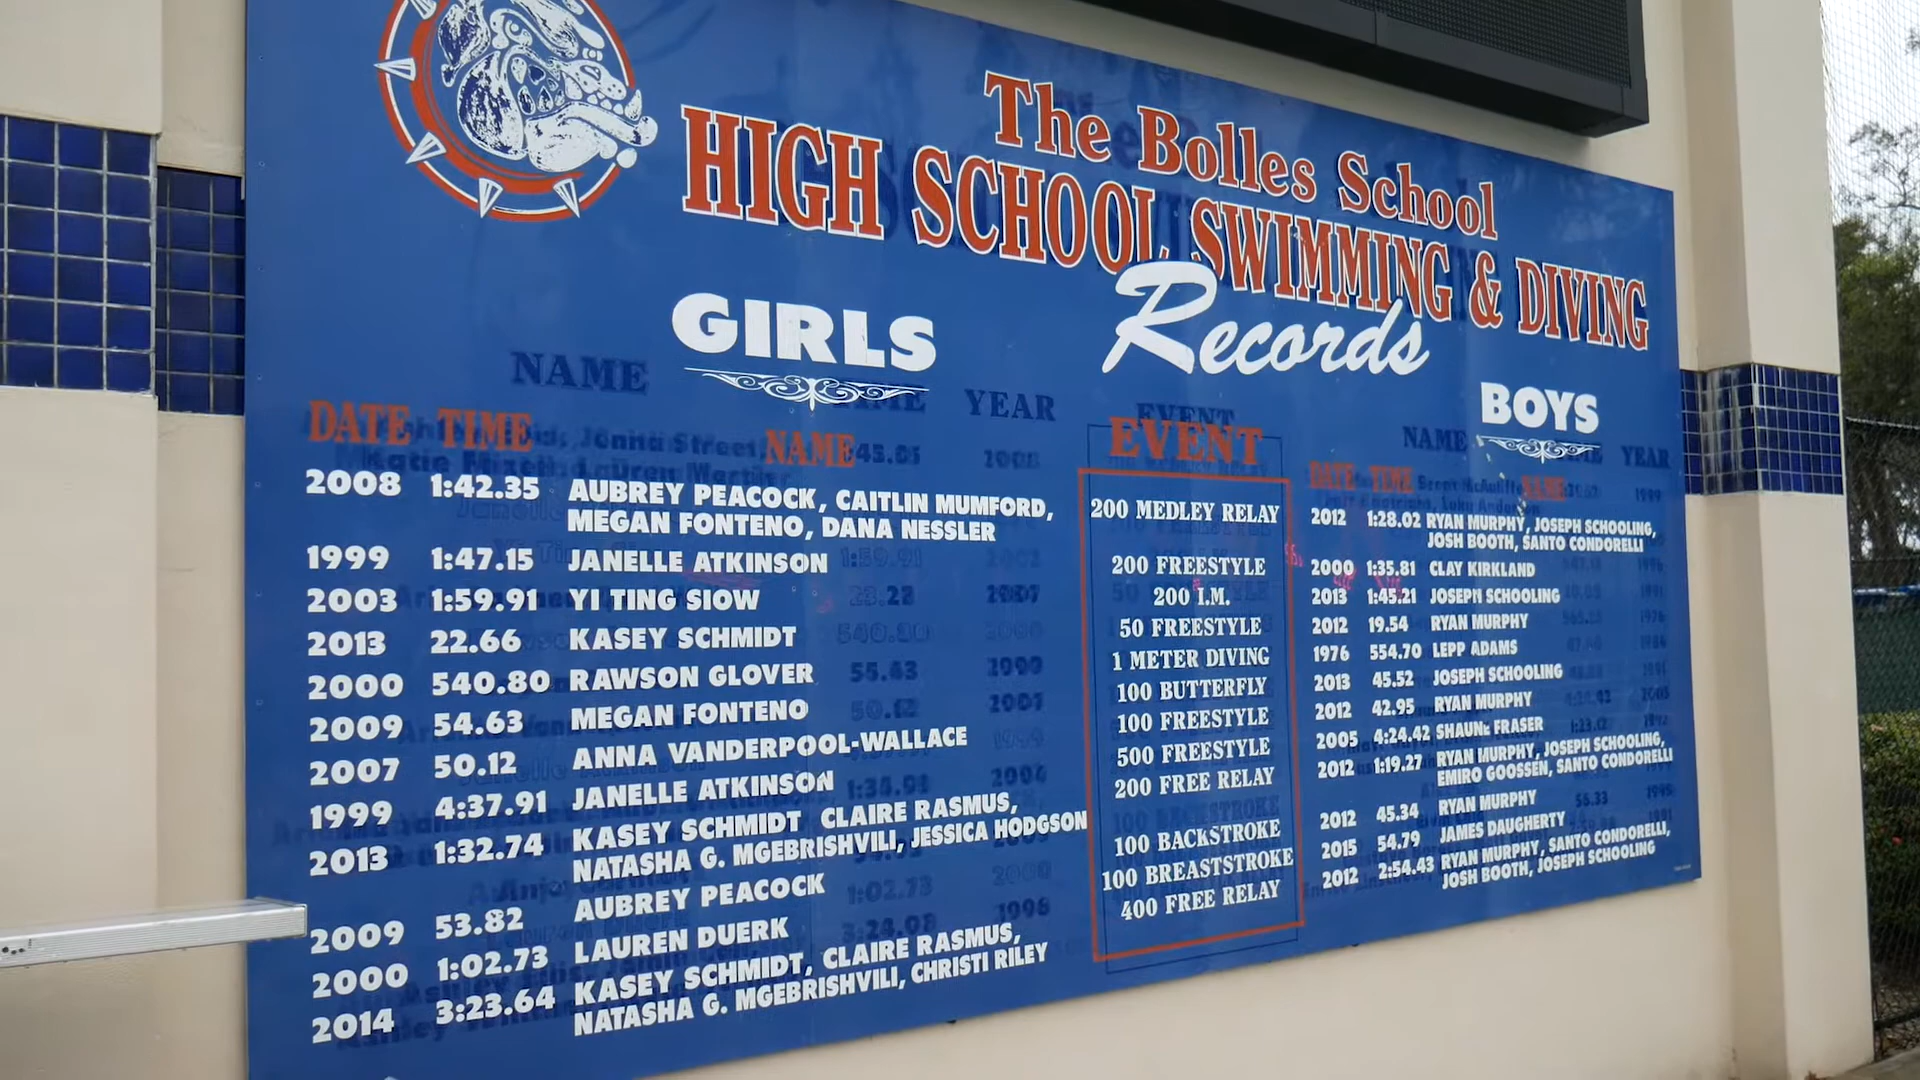 The Bolles School
HIGH SCHOOL SWIMMING & DIVING
Records
GIRLS
NAME
YEAR
DATE TIME NAME
2008 1:42.35 AUBREY PEACOCK, CAITLIN MUMFORD,
MEGAN FONTENO, DANA NESSLER
1999 1:47.15 JANELLE ATKINSON
2003 1:59.91 YI TING SIOW
2013 22.66 KASEY SCHMIDT
2000 540.80 RAWSON GLOVER
2009 54.63 MEGAN FONTENO
2007 50.12 ANNA VANDERPOOL-WALLACE
1999 4:37.91 JANELLE ATKINSON
2013 1:32.74 KASEY SCHMIDT, CLAIRE RASMUS,
NATASHA G. MGEBRISHVILI, JESSICA HODGSON
2009 53.82 AUBREY PEACOCK
2000 1:02.73 LAUREN DUERK
2014 3:23.64 KASEY SCHMIDT, CLAIRE RASMUS,
NATASHA G. MGEBRISHVILI, CHRISTI RILEY
EVENT
EVENT
200 MEDLEY RELAY
200 FREESTYLE
200 I.M.
50 FREESTYLE
1 METER DIVING
100 BUTTERFLY
100 FREESTYLE
500 FREESTYLE
200 FREE RELAY
100 BACKSTROKE
100 BREASTSTROKE
400 FREE RELAY
BOYS
NAME
YEAR
DATE TIME NAME
2012 1:28.02 RYAN MURPHY, JOSEPH SCHOOLING,
JOSH BOOTH, SANTO CONDORELLI
2000 1:35.81 CLAY KIRKLAND
2013 1:45.21 JOSEPH SCHOOLING
2012 19.54 RYAN MURPHY
1976 554.70 LEPP ADAMS
2013 45.52 JOSEPH SCHOOLING
2012 42.95 RYAN MURPHY
2005 4:24.42 SHAUNE FRASER
2012 1:19.27 RYAN MURPHY, JOSEPH SCHOOLING,
EMIRO GOOSSEN, SANTO CONDORELLI
2012 45.34 RYAN MURPHY
2015 54.79 JAMES DAUGHERTY
2012 2:54.43 RYAN MURPHY, SANTO CONDORELLI,
JOSH BOOTH, JOSEPH SCHOOLING